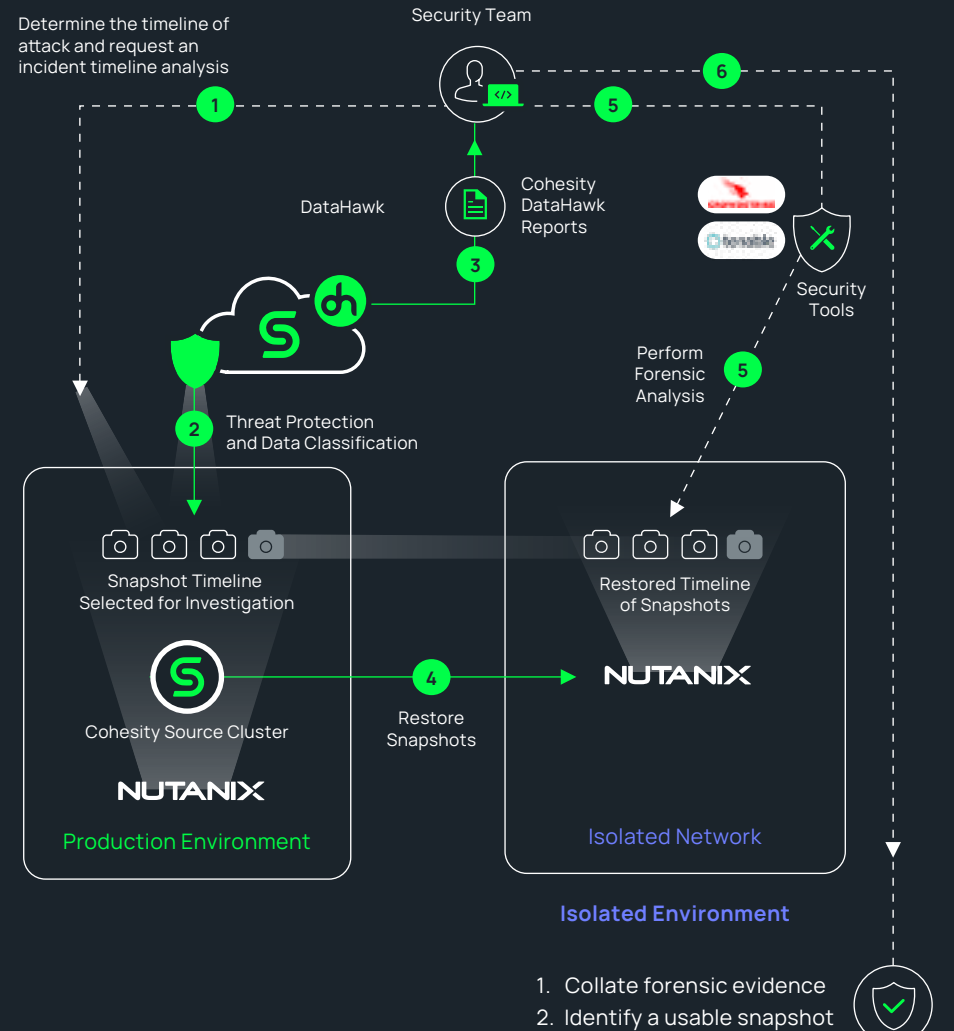 Security Team
Determine the timeline of
attack and request an
incident timeline analysis
1
6
5
</>
DataHawk
Cohesity
DataHawk
Reports
3
tenable
Security
Tools
dh
S
Perform
Forensic
Analysis
5
2
Threat Protection
and Data Classification
Snapshot Timeline
Selected for Investigation
Restored Timeline
of Snapshots
S
Cohesity Source Cluster
4
Restore
Snapshots
NUTANIX
NUTANIX
Production Environment
Isolated Network
Isolated Environment
1. Collate forensic evidence
2. Identify a usable snapshot